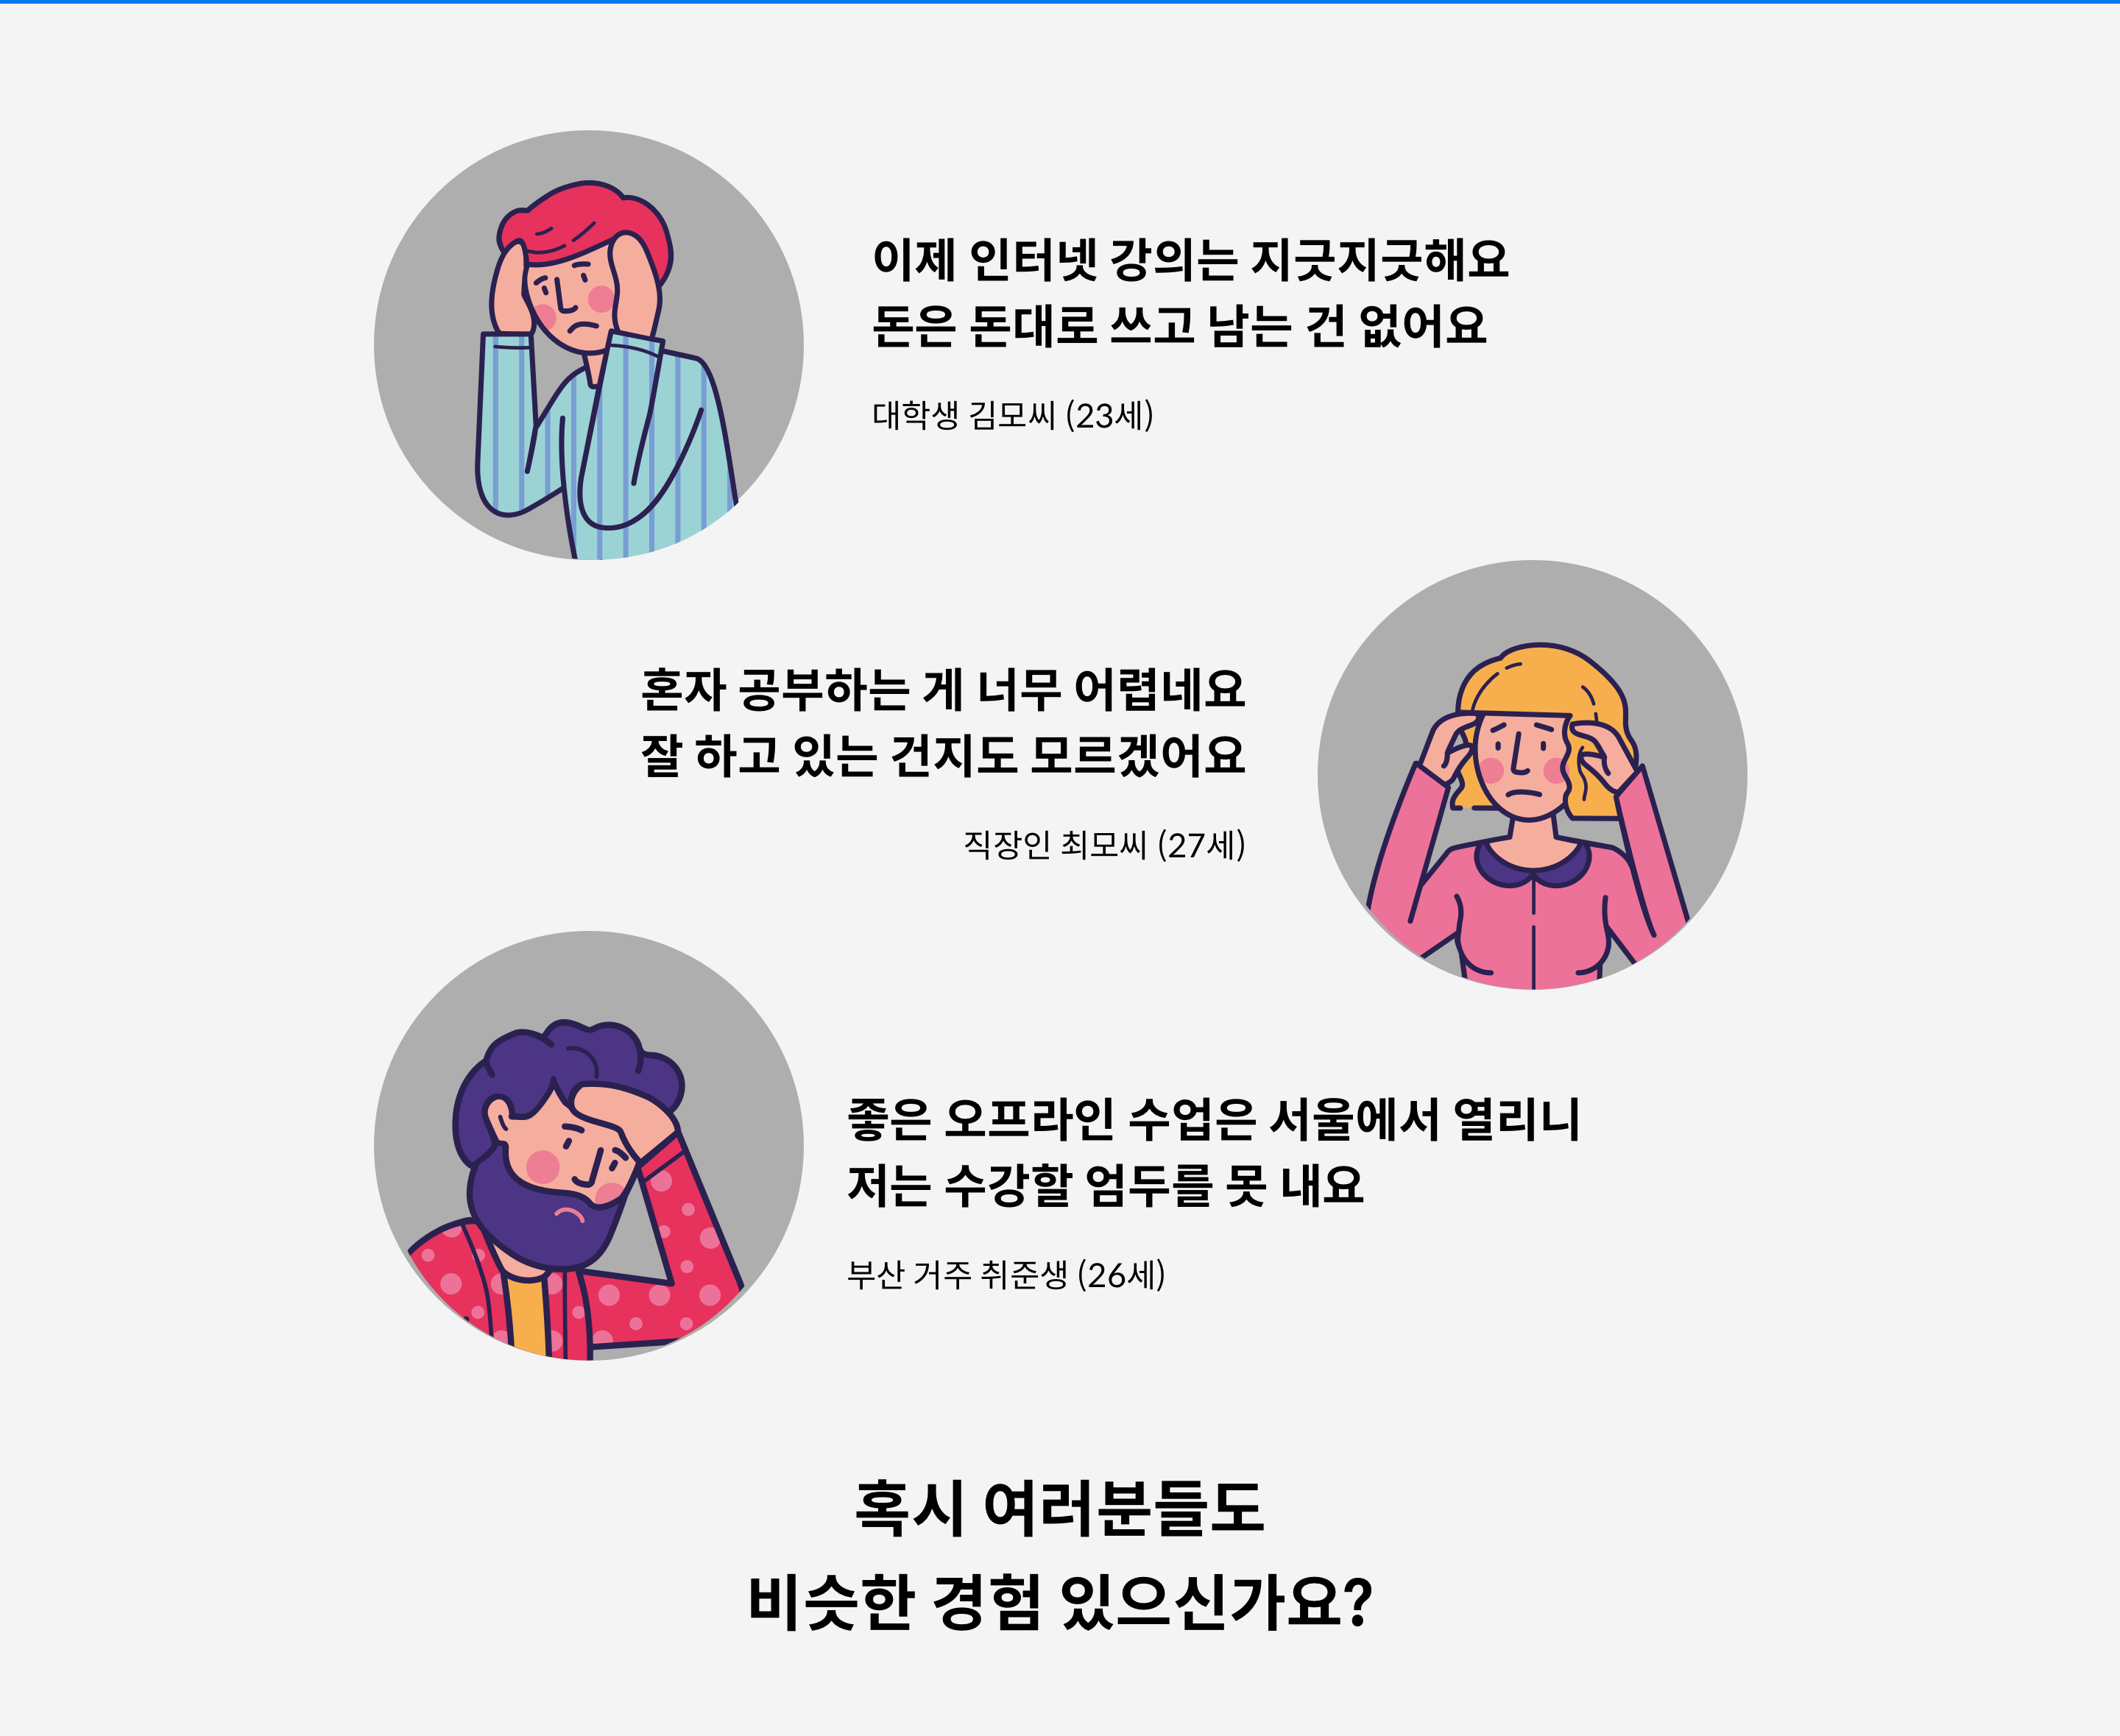 이제 인터넷 강의는 지긋지긋해요
돈은 돈대로 쓰고 남는 건 없어요
대학생 김모씨 (23세)
혼자 공부하는 게 너무 어렵네요
잘 하고 있는 건지도 모르겠어요
직장인 최모씨 (27세)
좋은 오프라인 수업은 서울에서 열리니
저는 수강할 엄두를 못 내요
부산 거주 취준생 (26세)
혹시 여러분들도
비슷한 경험 있으신가요?